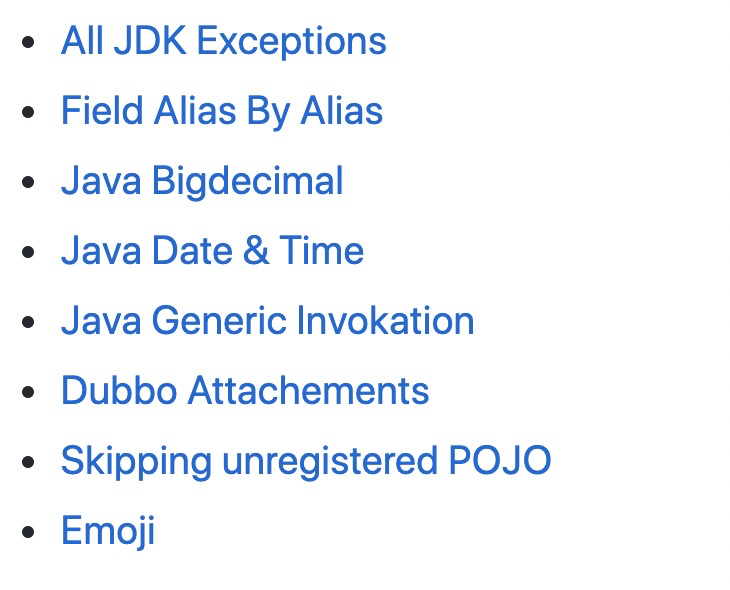 All JDK Exceptions
Field Alias By Alias
Java Bigdecimal
Java Date & Time
Java Generic Invokation
Dubbo Attachements
Skipping unregistered POJO
Emoji